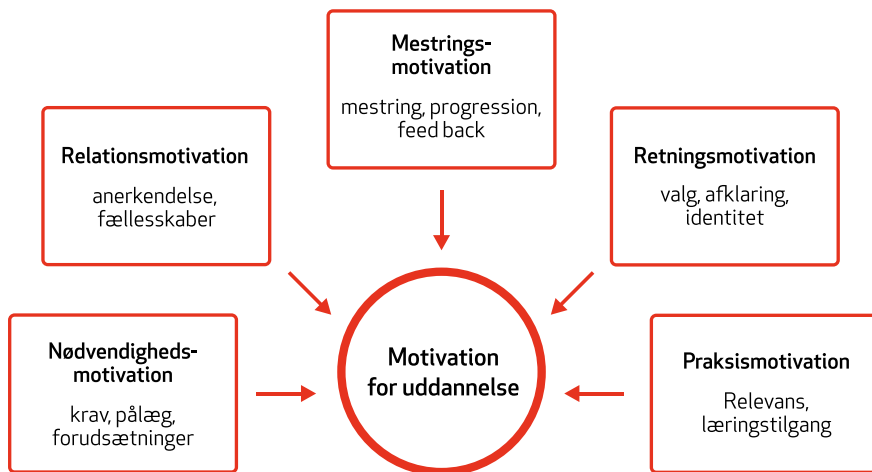 Mestrings-
motivation
mestring, progression,
feed back
Relationsmotivation
anerkendelse,
fællesskaber
Retningsmotivation
valg, afklaring,
identitet
Nødvendigheds-
motivation
krav, pålæg,
forudsætninger
Motivation
for uddannelse
Praksismotivation
Relevans,
læringstilgang